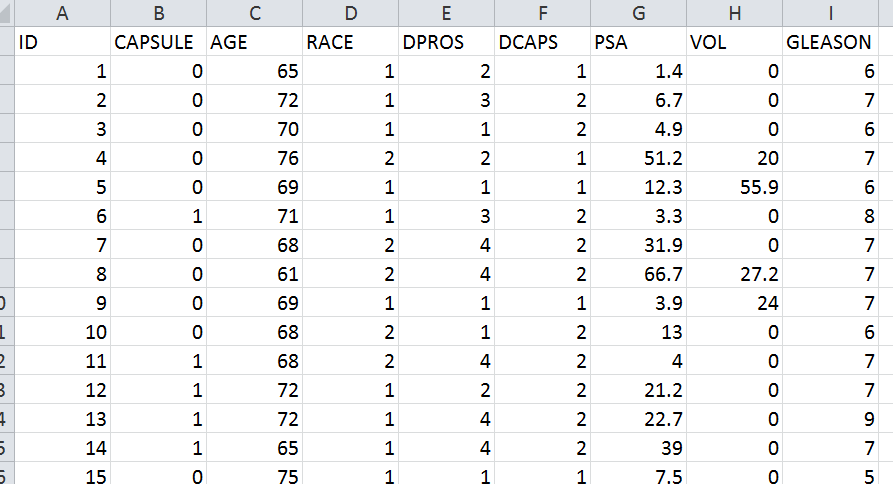 A B C D E F G H I
ID CAPSULE AGE RACE DPROS DCAPS PSA VOL GLEASON
1 0 65 1 2 1 1.4 0 6
2 0 72 1 3 2 6.7 0 7
3 0 70 1 1 2 4.9 0 6
4 0 76 2 2 1 51.2 20 7
5 0 69 1 1 1 12.3 55.9 6
6 1 71 1 3 2 3.3 0 8
7 0 68 2 4 2 31.9 0 7
8 0 61 2 4 2 66.7 27.2 7
9 0 69 1 1 1 3.9 24 7
10 0 68 2 1 2 13 0 6
11 1 68 2 4 2 4 0 7
12 1 72 1 2 2 21.2 0 7
13 1 72 1 4 2 22.7 0 9
14 1 65 1 4 2 39 0 7
15 0 75 1 1 1 7.5 0 5